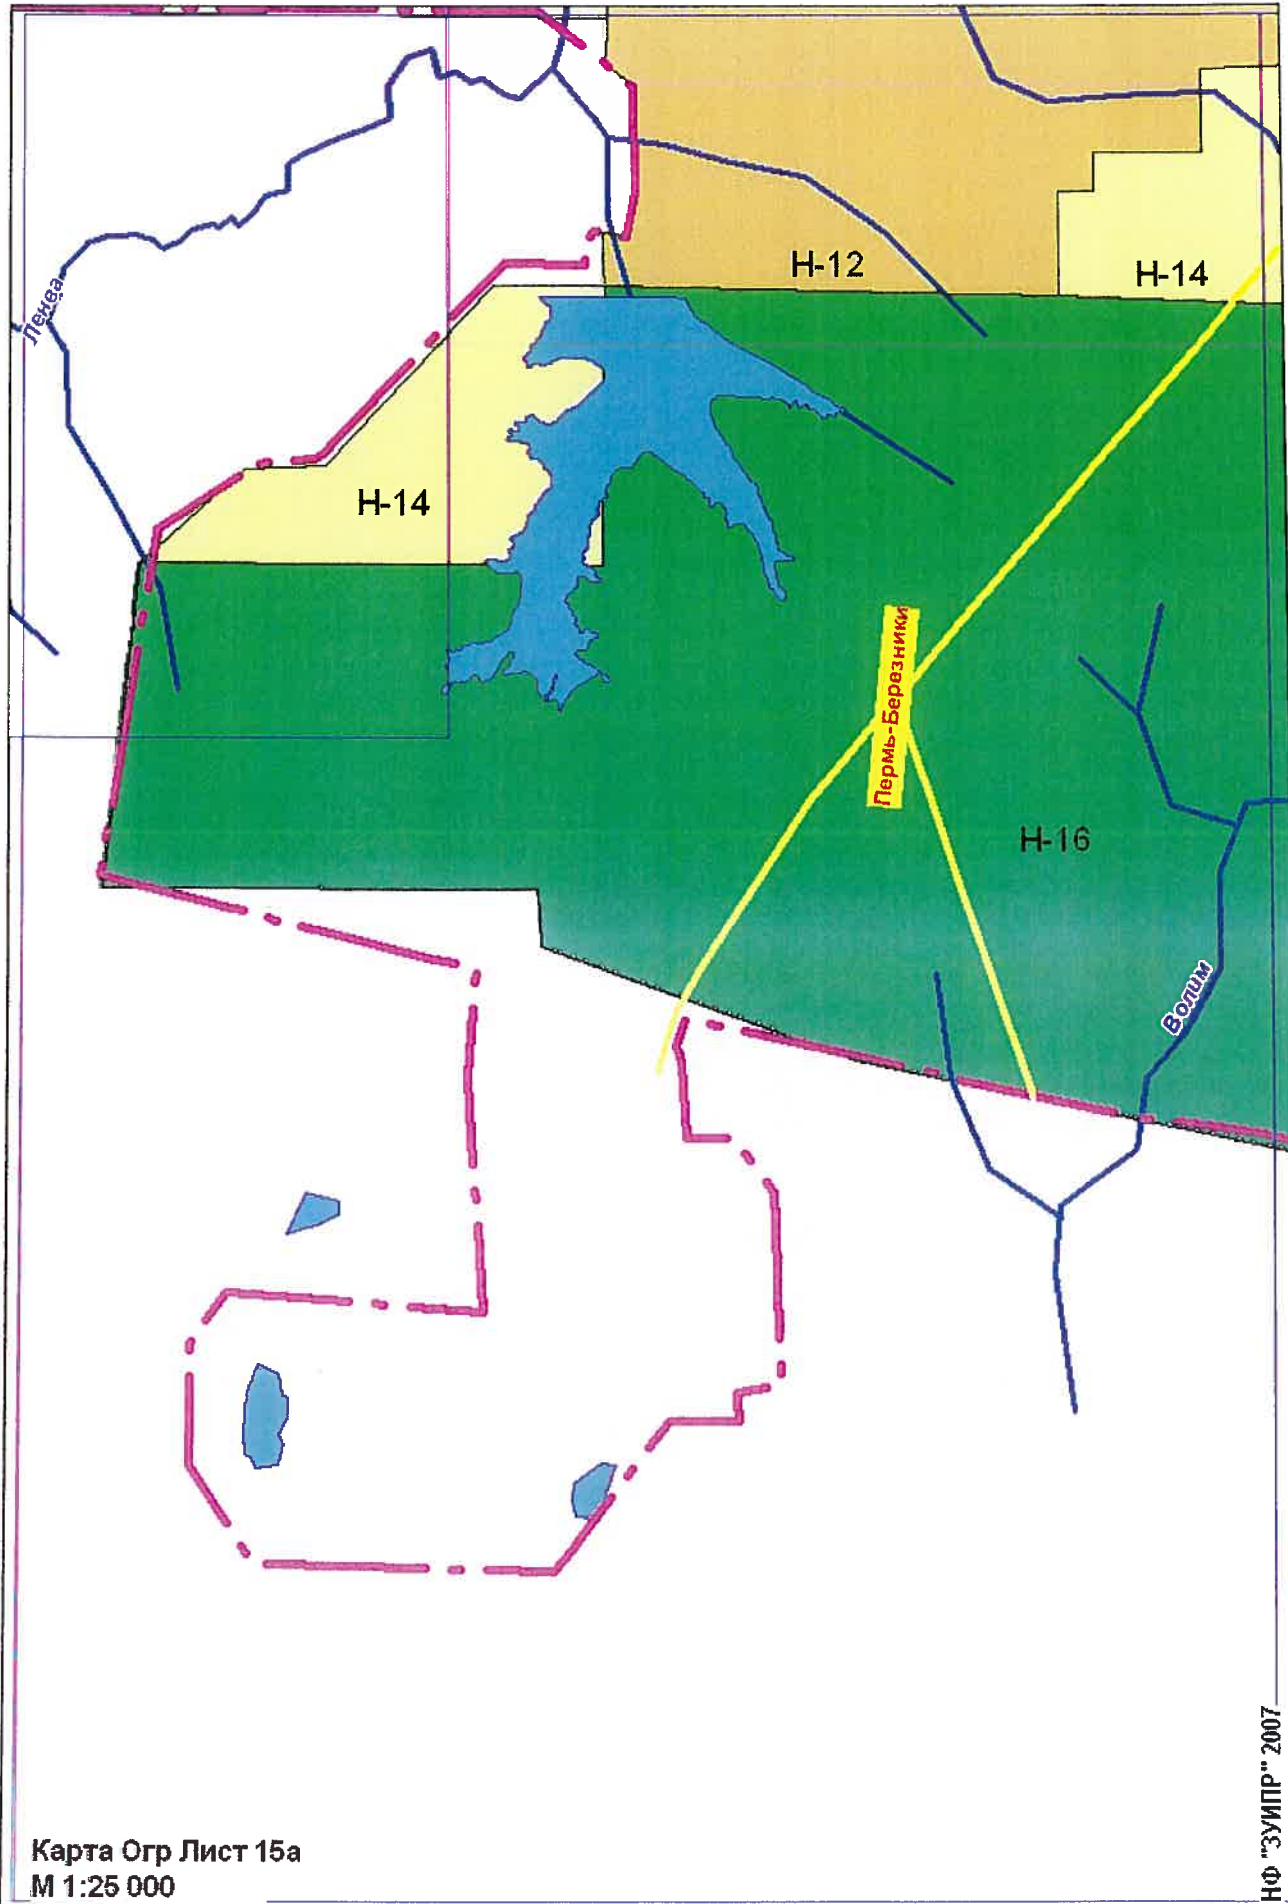 Н-12
Н-14
Ленва
Н-14
Пермь-Березники
Н-16
Волим
НФ "ЗУИПР" 2007
Карта Огр Лист 15а
М 1:25 000